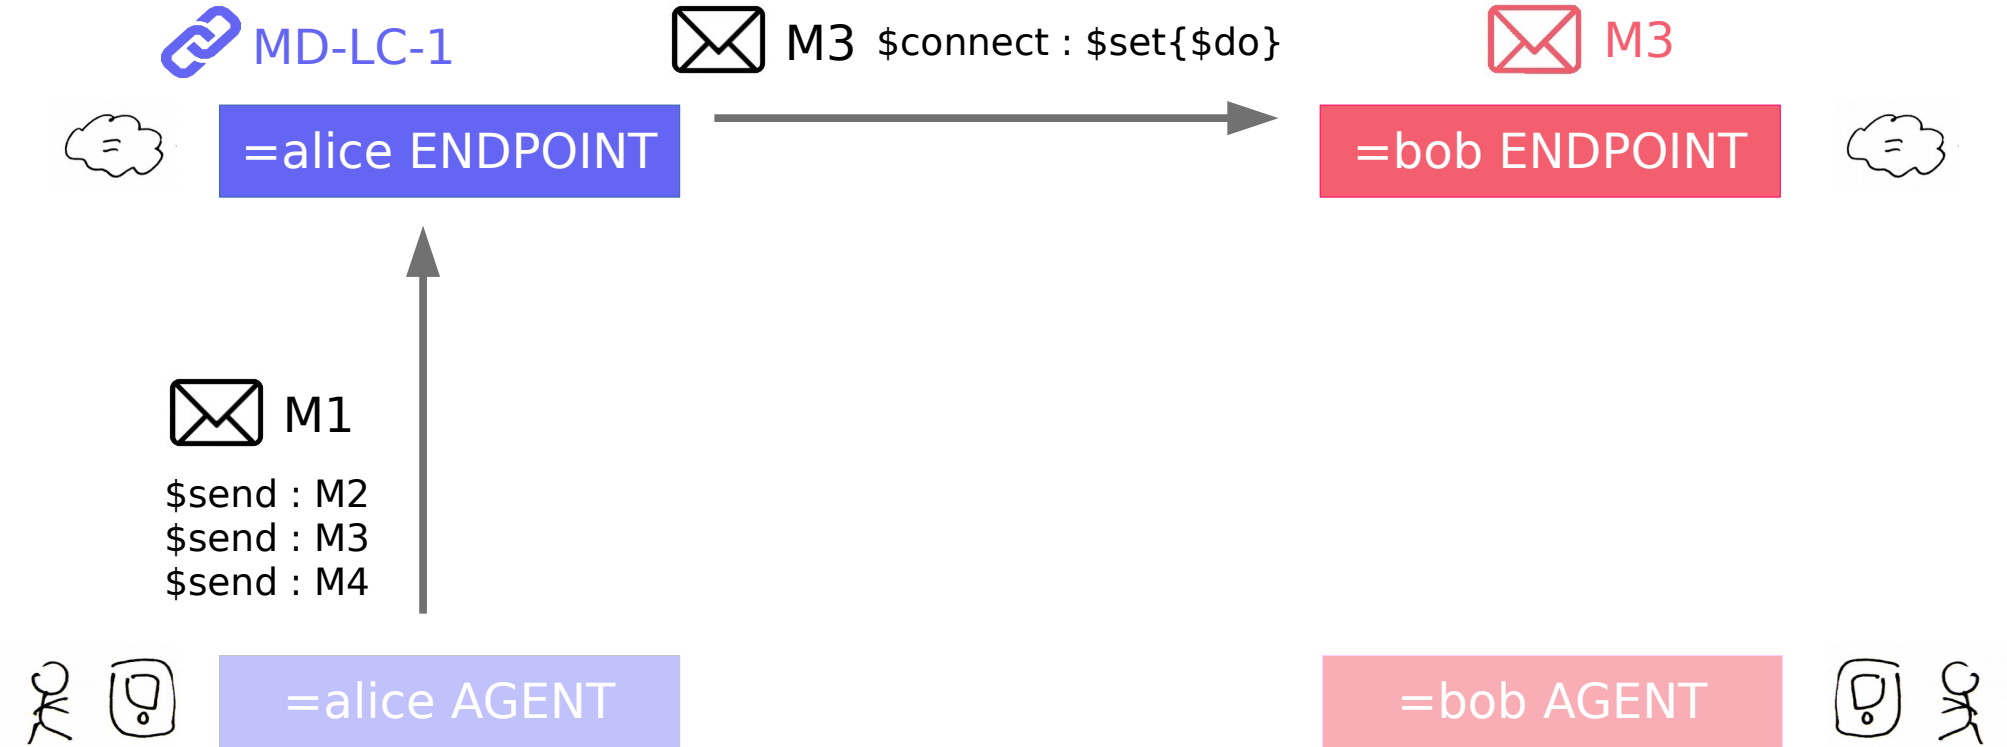 MD-LC-1
M3 $connect : $set{$do}
M3
=alice ENDPOINT
=bob ENDPOINT
M1
$send : M2
$send : M3
$send : M4
=alice AGENT
=bob AGENT